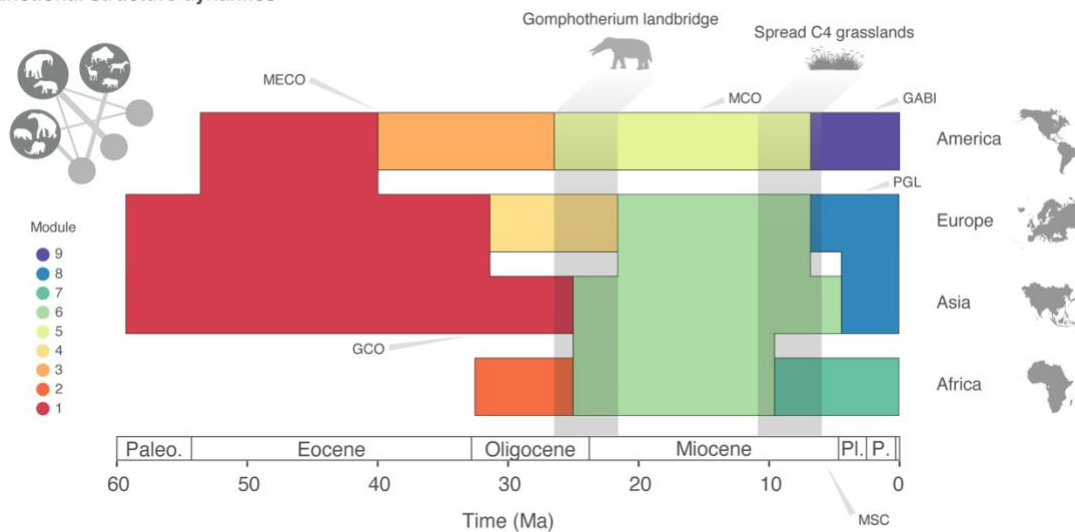 Gomphotherium landbridge
Spread C4 grasslands
MECO
MCO
GABI
America
PGL
Europe
Module
9
8
7
6
5
4
3
2
1
Asia
GCO
Africa
Paleo.
Eocene
Oligocene
Miocene
Pl.
P.
60
50
40
30
20
10
0
MSC
Time (Ma)